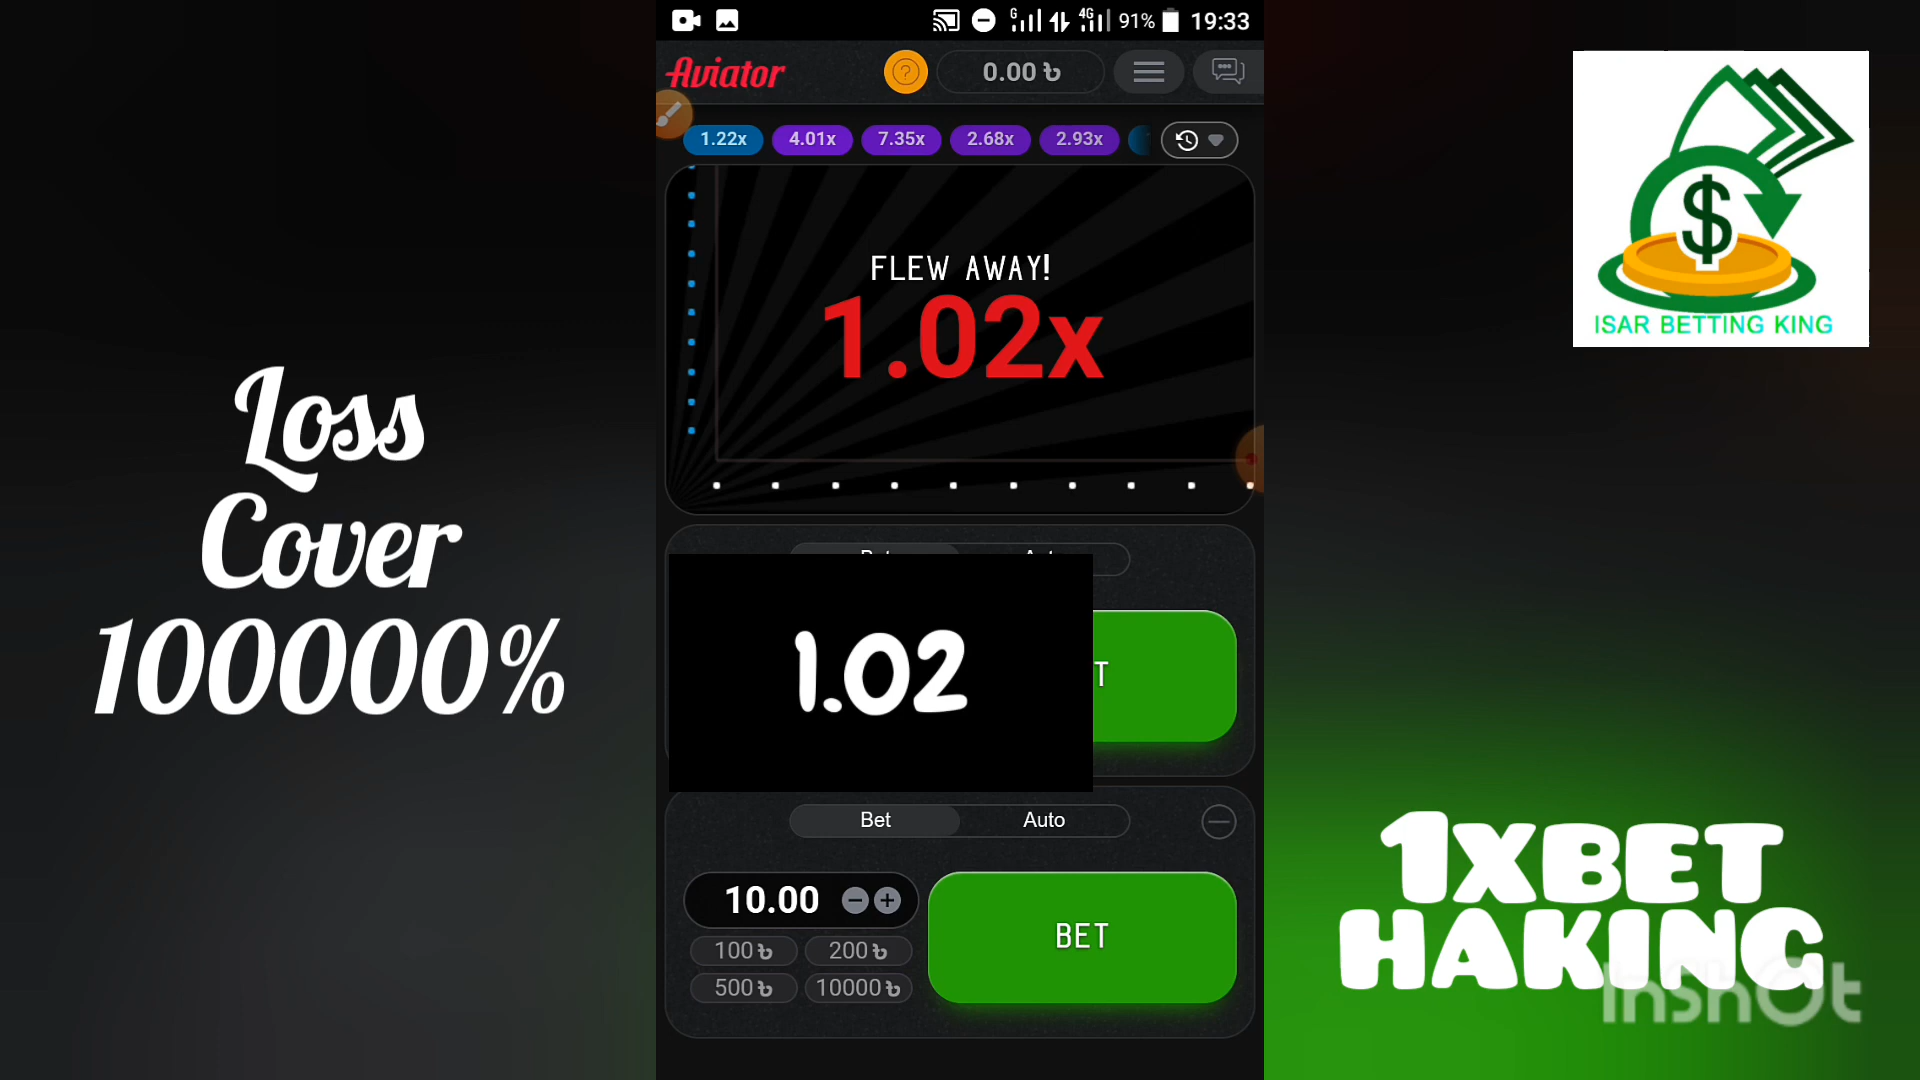 G 4G 91% 19:33
Aviator
? 0.00 ৳
1.22x 4.01x 7.35x 2.68x 2.93x
FLEW AWAY!
1.02x
1.02
T
Bet Auto
10.00
BET
100৳ 200৳
500৳ 10000৳
Loss
Cover
100000%
$
ISAR BETTING KING
1XBET
HAKING
InShOt